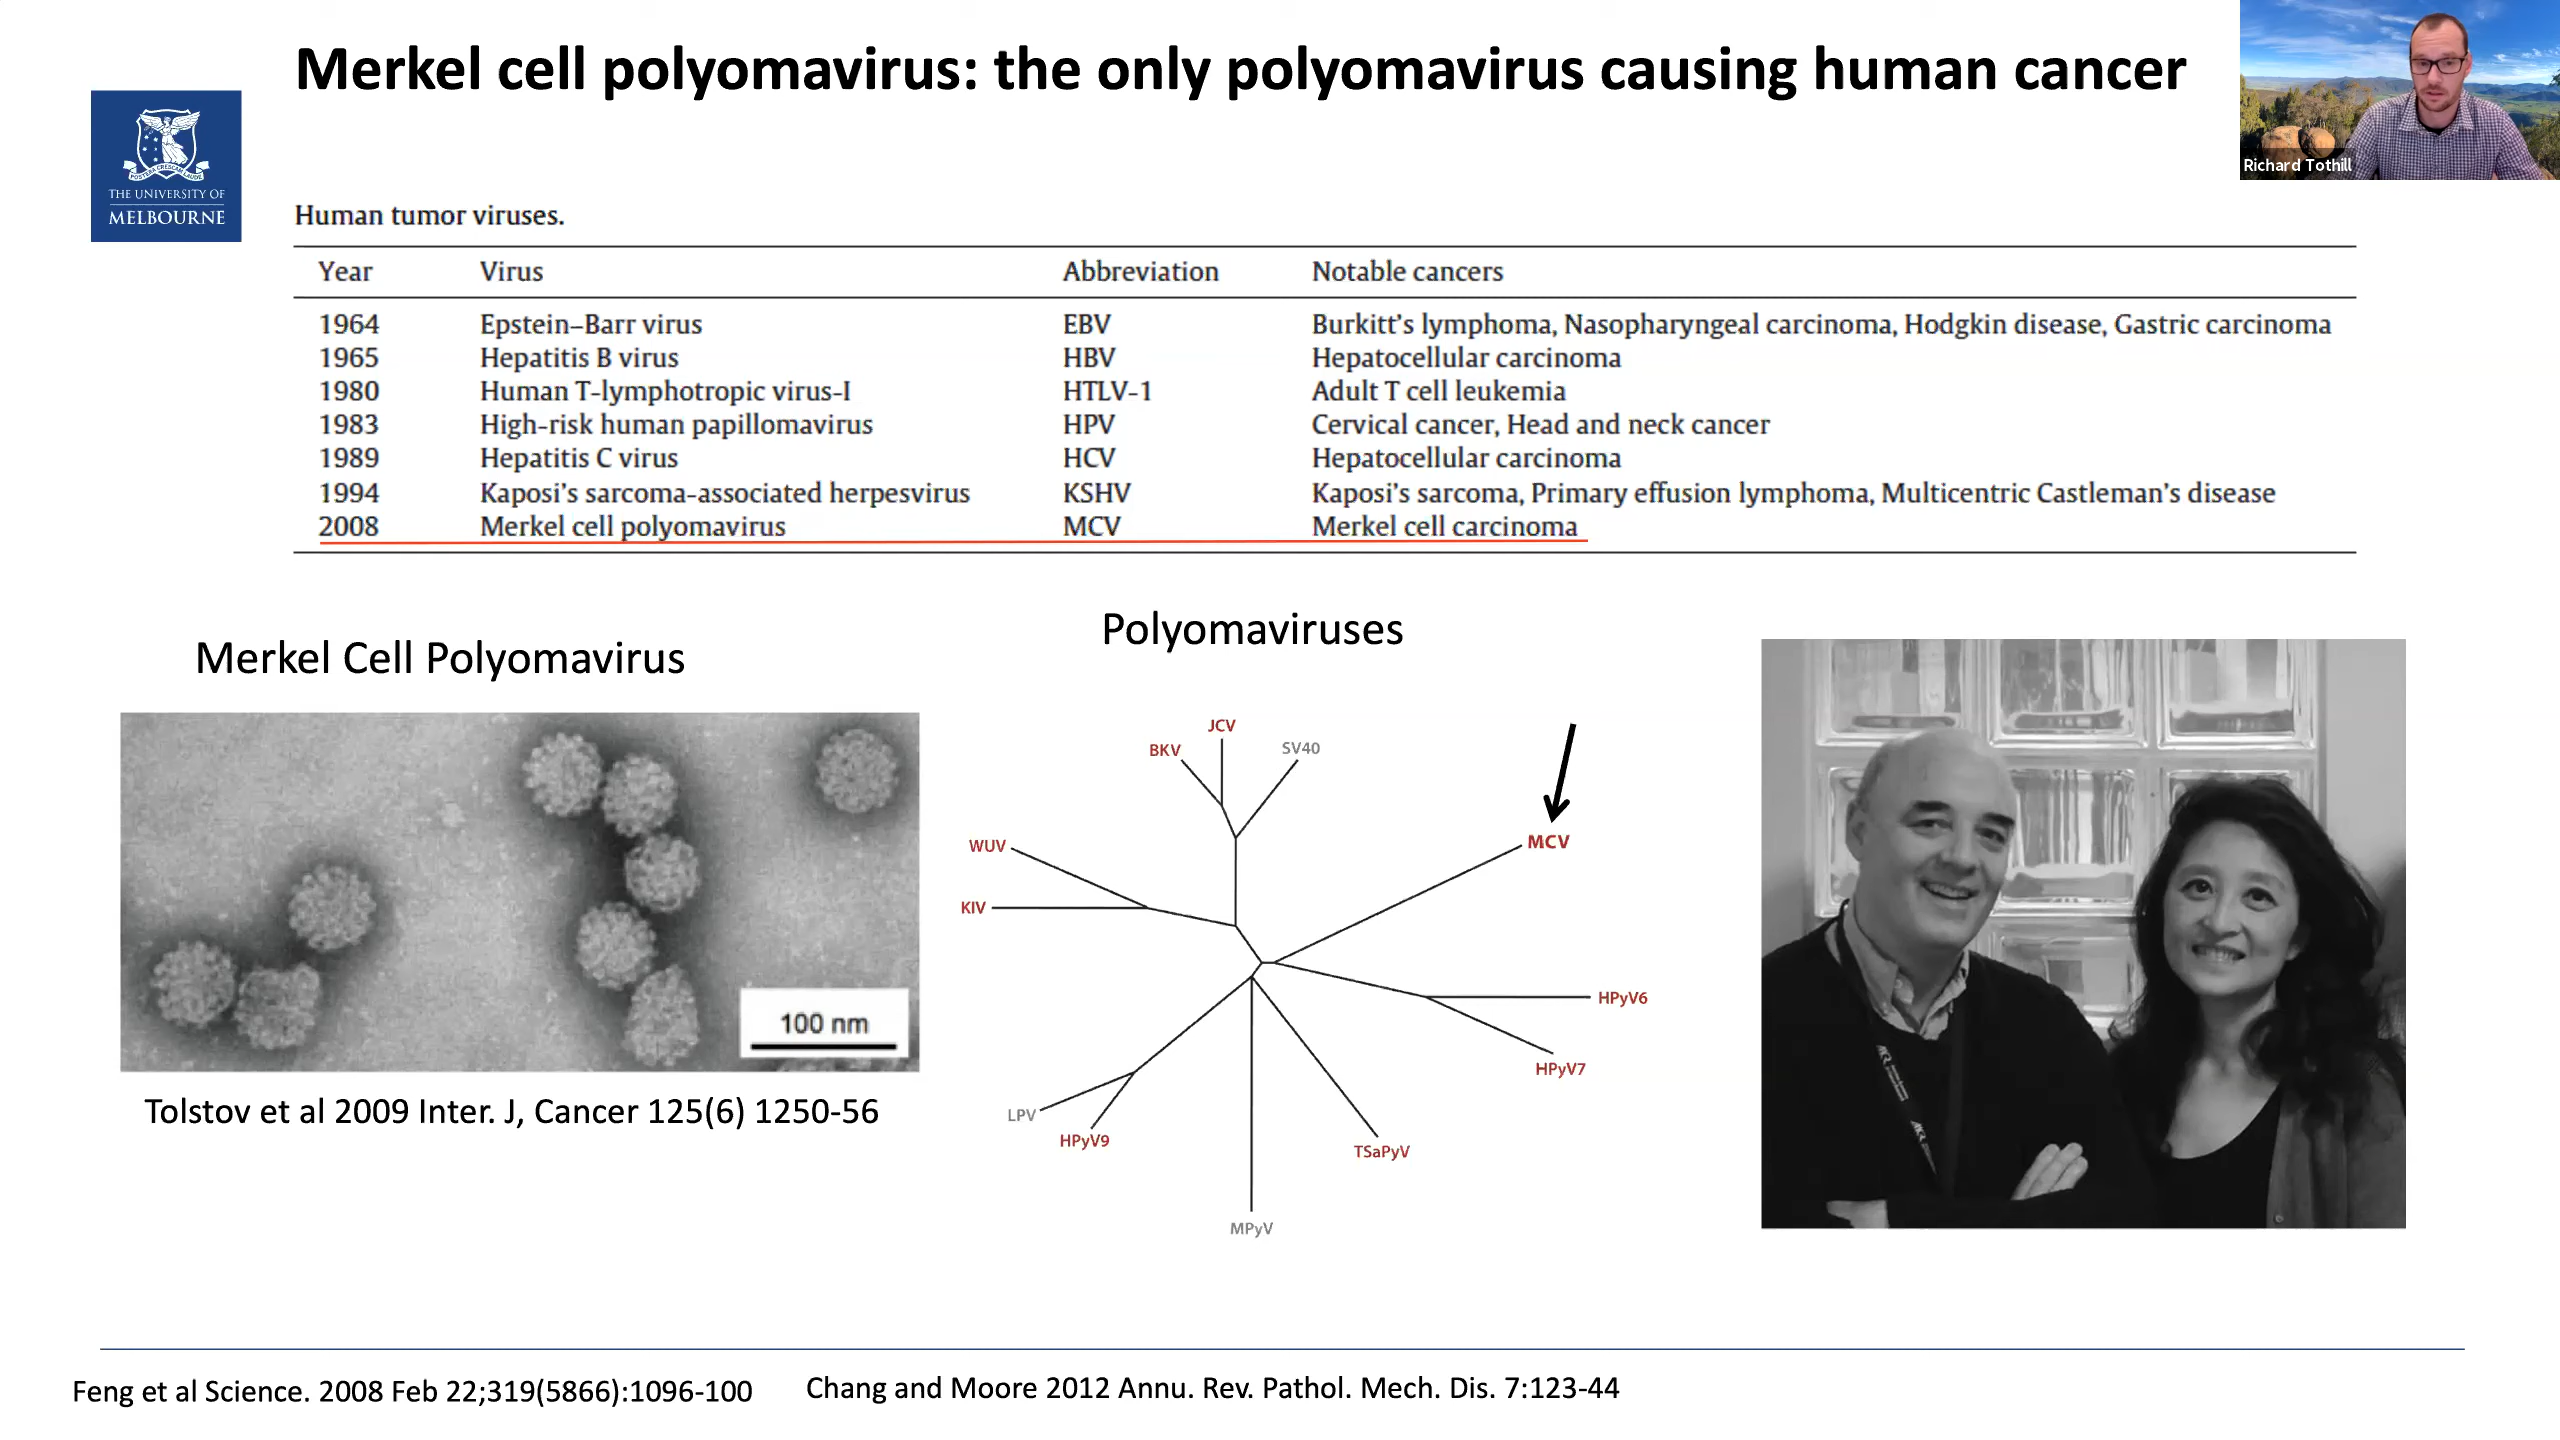 Merkel cell polyomavirus: the only polyomavirus causing human cancer
Richard Tothill
THE UNIVERSITY OF
MELBOURNE
Human tumor viruses.
Year Virus Abbreviation Notable cancers
1964 Epstein–Barr virus EBV Burkitt's lymphoma, Nasopharyngeal carcinoma, Hodgkin disease, Gastric carcinoma
1965 Hepatitis B virus HBV Hepatocellular carcinoma
1980 Human T-lymphotropic virus-I HTLV-1 Adult T cell leukemia
1983 High-risk human papillomavirus HPV Cervical cancer, Head and neck cancer
1989 Hepatitis C virus HCV Hepatocellular carcinoma
1994 Kaposi's sarcoma-associated herpesvirus KSHV Kaposi's sarcoma, Primary effusion lymphoma, Multicentric Castleman's disease
2008 Merkel cell polyomavirus MCV Merkel cell carcinoma
Merkel Cell Polyomavirus
100 nm
Tolstov et al 2009 Inter. J, Cancer 125(6) 1250-56
Polyomaviruses
JCV
BKV
SV40
MCV
WUV
KIV
HPyV6
HPyV7
LPV
HPyV9
TSaPyV
MPyV
Feng et al Science. 2008 Feb 22;319(5866):1096-100
Chang and Moore 2012 Annu. Rev. Pathol. Mech. Dis. 7:123-44